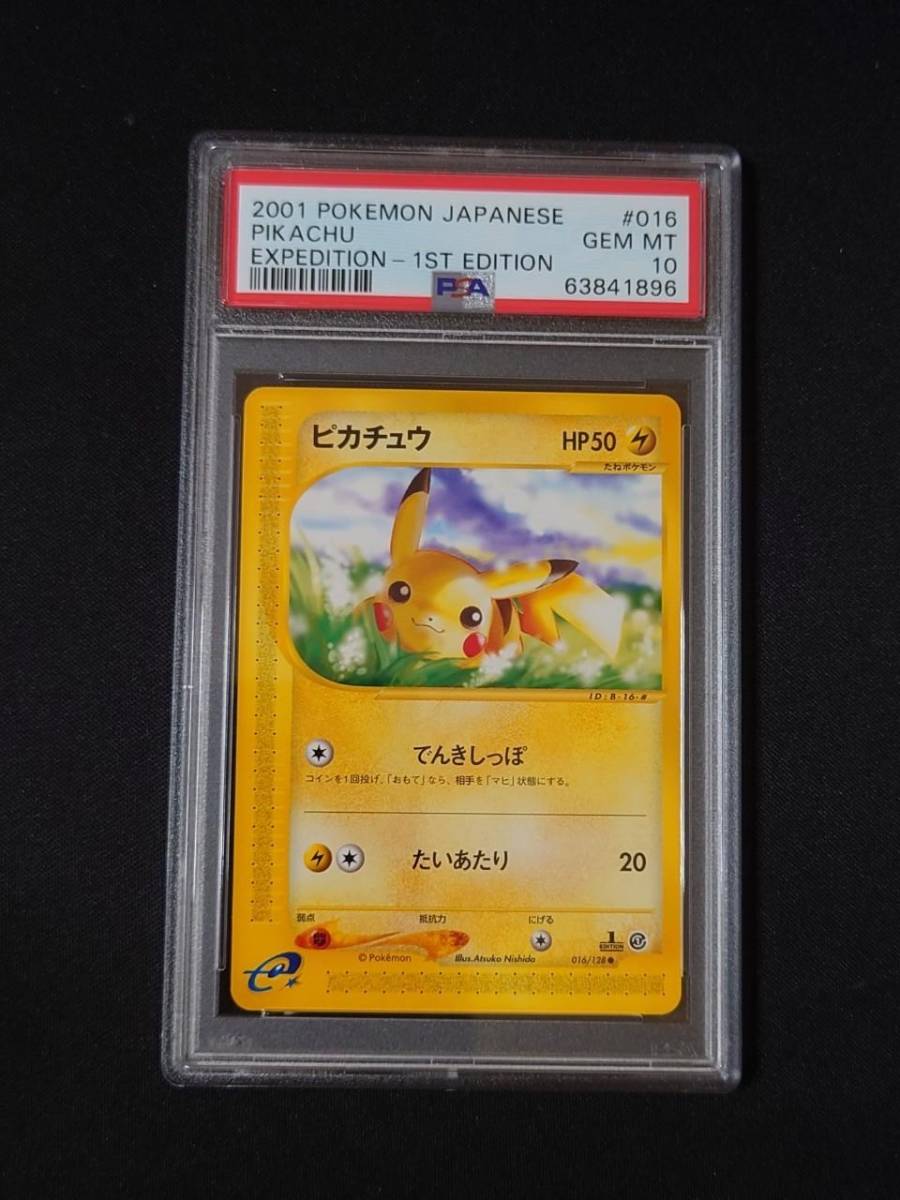 2001 POKEMON JAPANESE #016
PIKACHU GEM MT
EXPEDITION - 1ST EDITION 10
PSA 63841896
ピカチュウ HP50
たねポケモン
ID:B-16-#
でんきしっぽ
コインを1回投げ、「おもて」なら、相手を「マヒ」状態にする。
たいあたり 20
弱点 抵抗力 にげる
1
EDITION
© Pokémon Illus.Atsuko Nishida 016/128
e